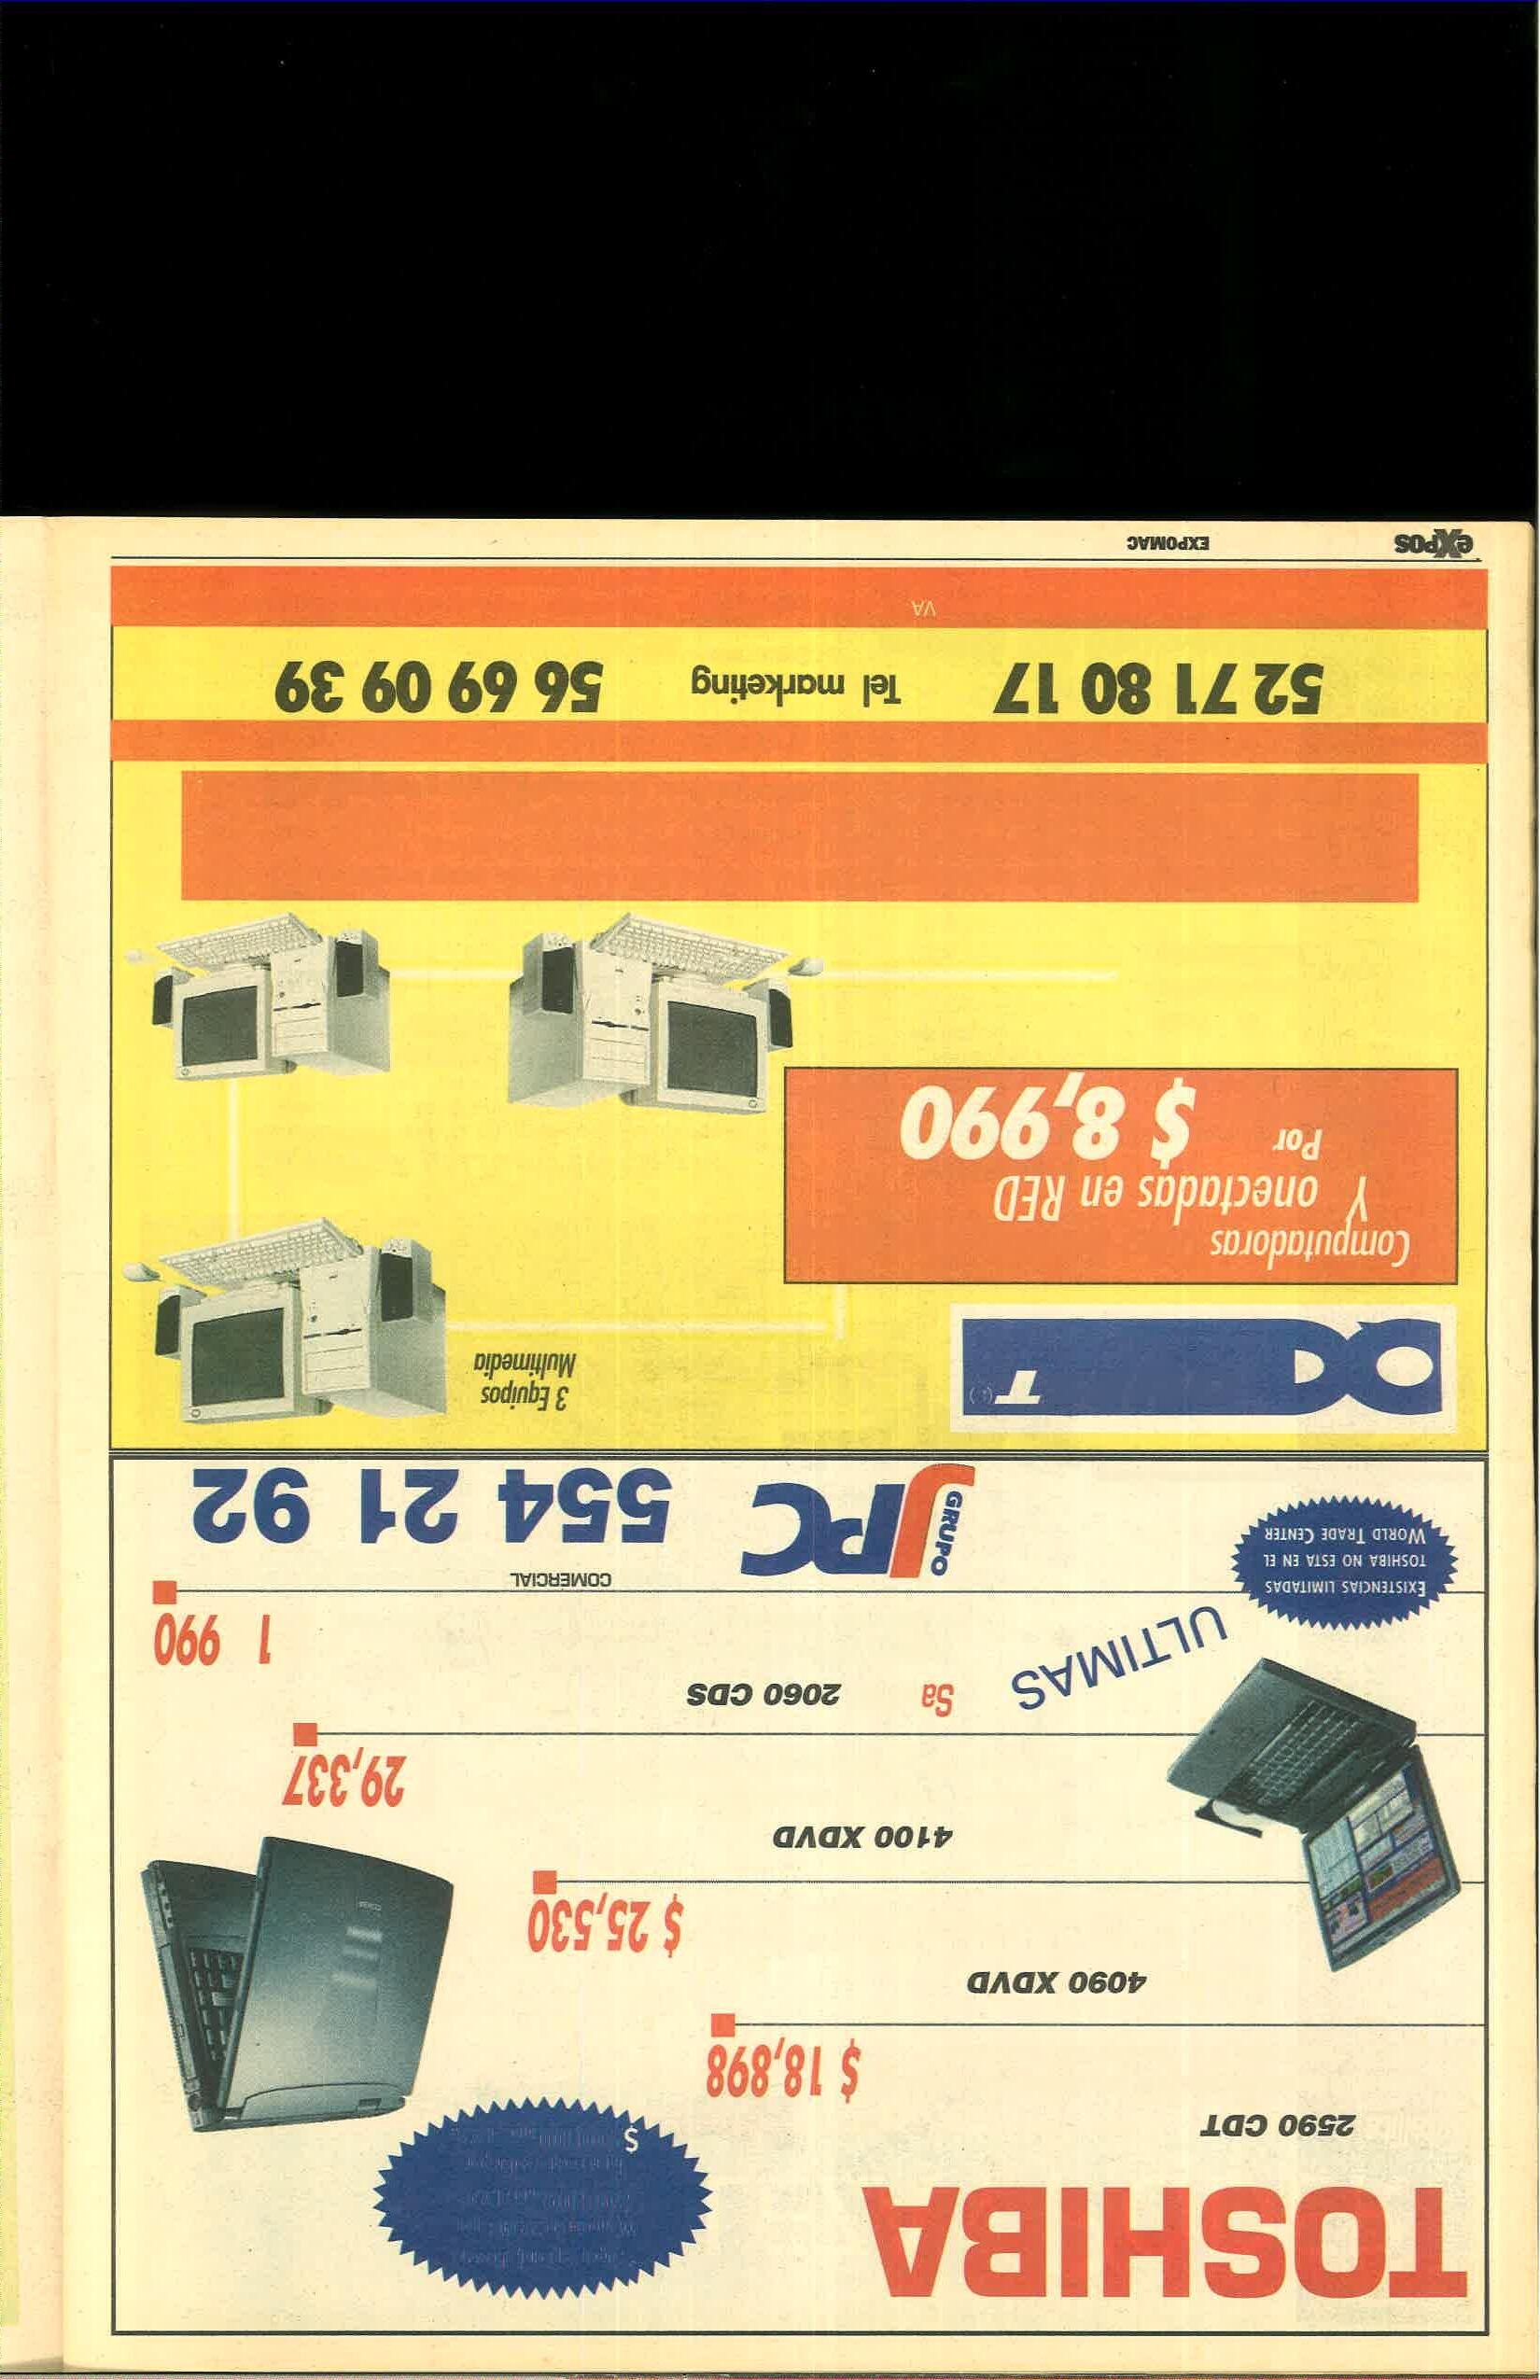 TOSHIBA
$
2590 CDT
$ 18,898
4090 XDVD
$ 25,530
4100 XDVD
29,337
ULTIMAS
Sa
2060 CDS
1 990
EXISTENCIAS LIMITADAS
TOSHIBA NO ESTA EN EL
WORLD TRADE CENTER
COMERCIAL
GRUPO
JPC
554 21 92
T
3 Equipos
Multimedia
Computadoras
Y onectadas en RED
Por $ 8,990
52 71 80 17 Tel marketing 56 69 09 39
VA
eXPOS EXPOMAC